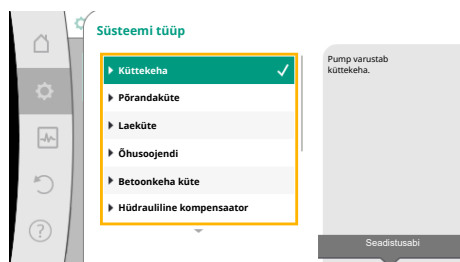 Süsteemi tüüp
Küttekeha
Põrandaküte
Laeküte
Õhusoojendi
Betoonkeha küte
Hüdrauliline kompensaator
Pump varustab
küttekeha.
Seadistusabi